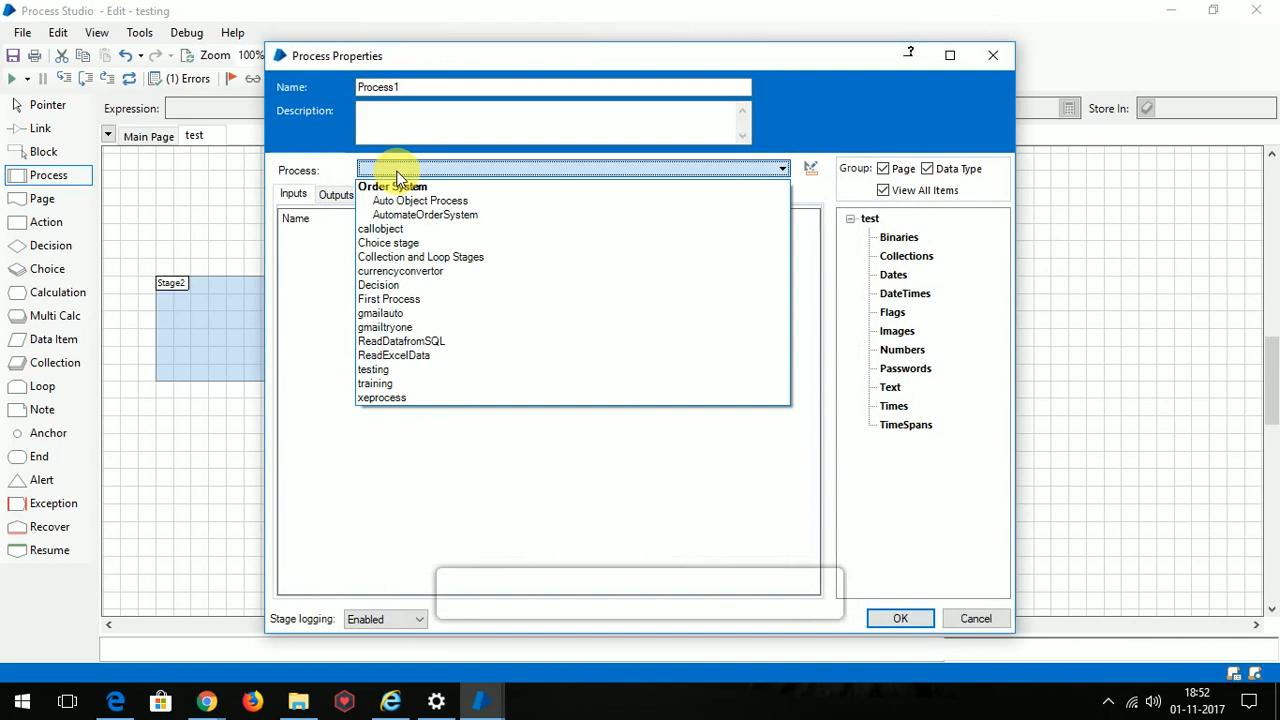 Process Studio - Edit - testing
File Edit View Tools Debug Help
Zoom 100%
(1) Errors
Expression:
Store In:
Pointer
Link
Block
Process
Page
Action
Decision
Choice
Calculation
Multi Calc
Data Item
Collection
Loop
Note
Anchor
End
Alert
Exception
Recover
Resume
Main Page
test
Stage2
Process Properties
?
Name: Process1
Description:
Process:
Inputs Outputs
Name
Order System
Auto Object Process
AutomateOrderSystem
callobject
Choice stage
Collection and Loop Stages
currencyconvertor
Decision
First Process
gmailauto
gmailtryone
ReadDatafromSQL
ReadExcelData
testing
training
xeprocess
Group: Page Data Type
View All Items
test
Binaries
Collections
Dates
DateTimes
Flags
Images
Numbers
Passwords
Text
Times
TimeSpans
Stage logging: Enabled
OK Cancel
18:52
01-11-2017